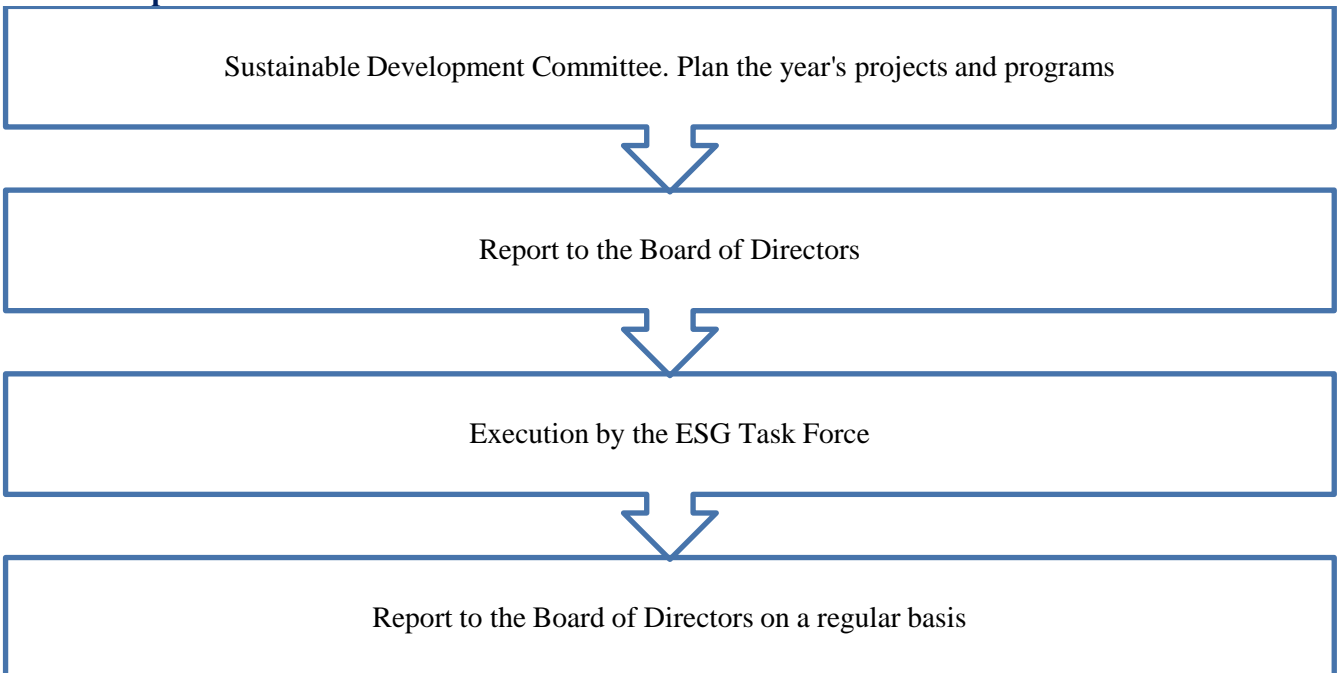 Sustainable Development Committee. Plan the year's projects and programs
Report to the Board of Directors
Execution by the ESG Task Force
Report to the Board of Directors on a regular basis